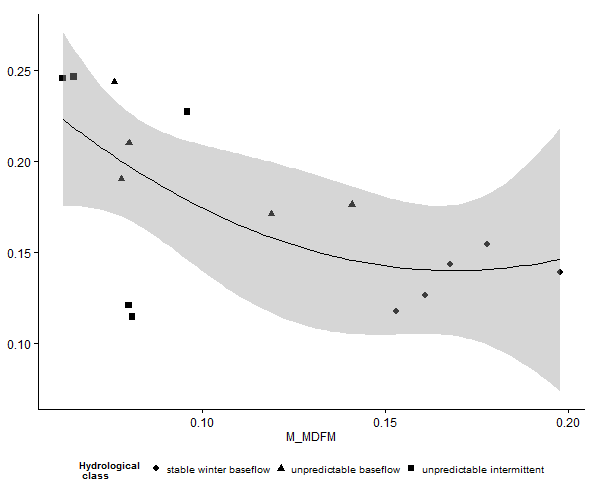 0.25
0.20
0.15
0.10
0.10 0.15 0.20
M_MDFM
Hydrological
class
stable winter baseflow unpredictable baseflow unpredictable intermittent